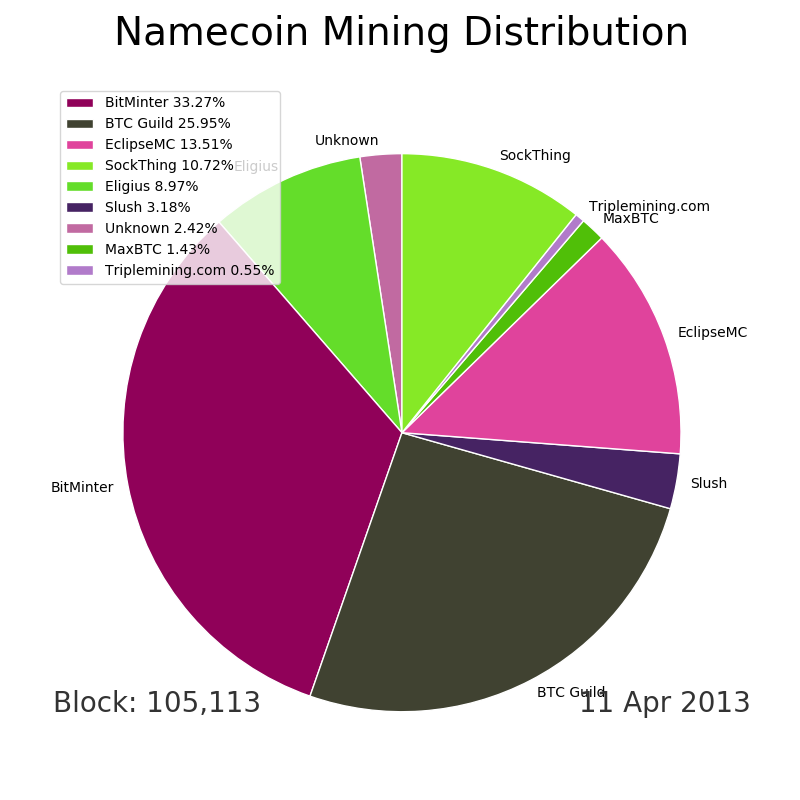 Namecoin Mining Distribution
BitMinter 33.27%
BTC Guild 25.95%
EclipseMC 13.51%
SockThing 10.72%
Eligius 8.97%
Slush 3.18%
Unknown 2.42%
MaxBTC 1.43%
Triplemining.com 0.55%
Eligius
Unknown
SockThing
Triplemining.com
MaxBTC
EclipseMC
Slush
BitMinter
BTC Guild
Block: 105,113
11 Apr 2013